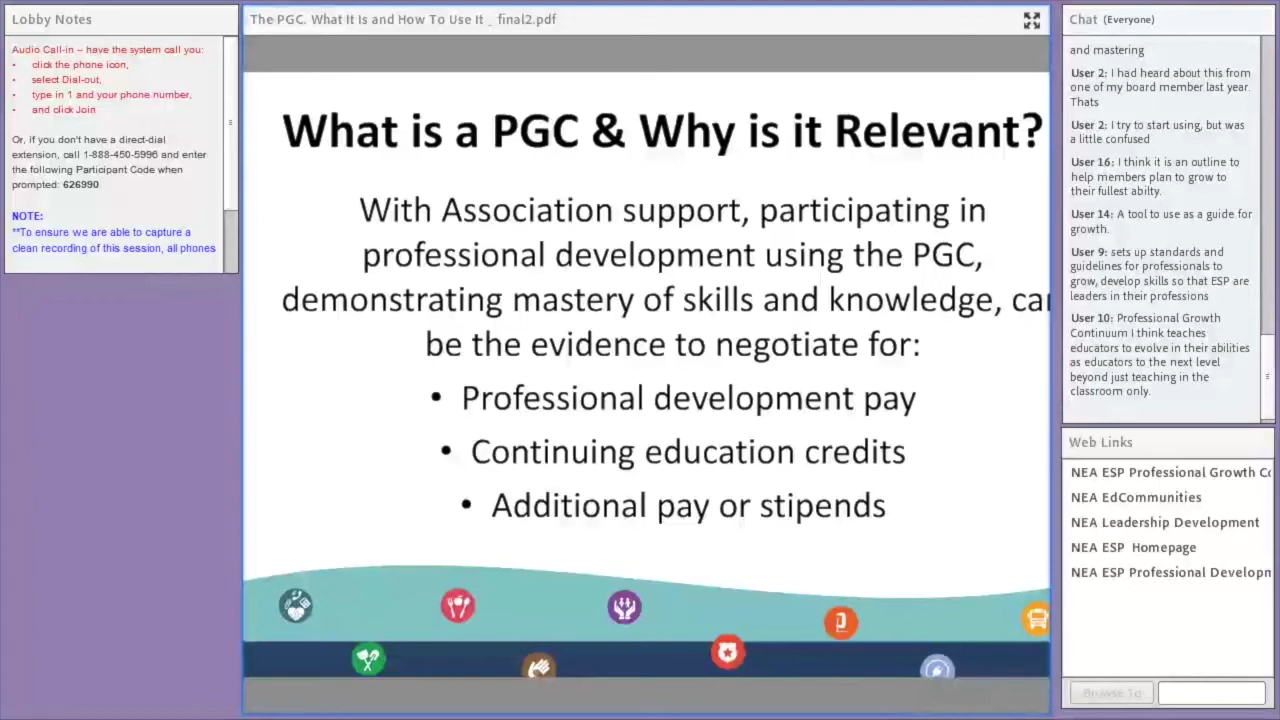 Lobby Notes
Audio Call-in – have the system call you:
• click the phone icon,
• select Dial-out,
• type in 1 and your phone number,
• and click Join
Or, if you don't have a direct-dial
extension, call 1-888-450-5996 and enter
the following Participant Code when
prompted: 626990
NOTE:
**To ensure we are able to capture a
clean recording of this session, all phones
The PGC. What It Is and How To Use It _ final2.pdf
What is a PGC & Why is it Relevant?
With Association support, participating in
professional development using the PGC,
demonstrating mastery of skills and knowledge, can
be the evidence to negotiate for:
• Professional development pay
• Continuing education credits
• Additional pay or stipends
Chat (Everyone)
and mastering
User 2: I had heard about this from
one of my board member last year.
Thats
User 2: I try to start using, but was
a little confused
User 16: I think it is an outline to
help members plan to grow to
their fullest abilty.
User 14: A tool to use as a guide for
growth.
User 9: sets up standards and
guidelines for professionals to
grow, develop skills so that ESP are
leaders in their professions
User 10: Professional Growth
Continuum I think teaches
educators to evolve in their abilities
as educators to the next level
beyond just teaching in the
classroom only.
Web Links
NEA ESP Professional Growth Co
NEA EdCommunities
NEA Leadership Development
NEA ESP Homepage
NEA ESP Professional Developn
Browse To